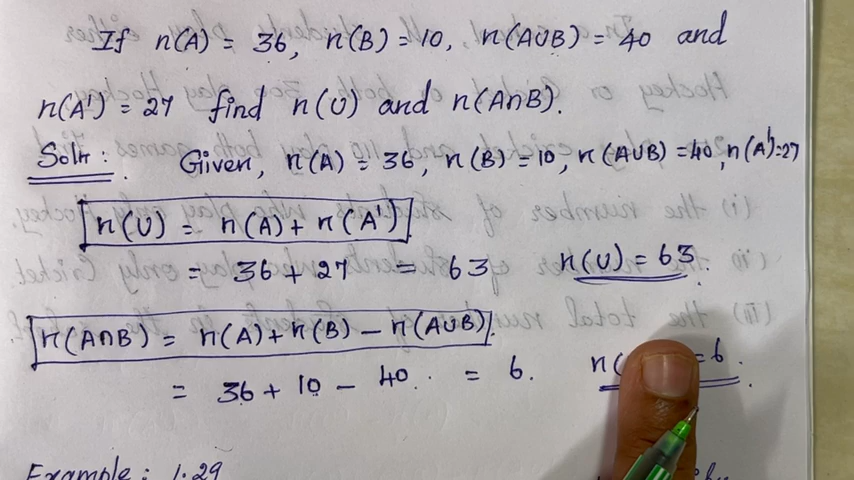 If n(A) = 36, n(B) = 10, n(A∪B) = 40 and
n(A') = 27 find n(U) and n(A∩B).
Soln: Given, n(A) = 36, n(B) = 10, n(A∪B) = 40, n(A')=27
n(U) = n(A) + n(A')
= 36 + 27 = 63 n(U) = 63.
n(A∩B) = n(A) + n(B) – n(A∪B).
= 36 + 10 – 40. = 6. n( =6.
Example: 1.29